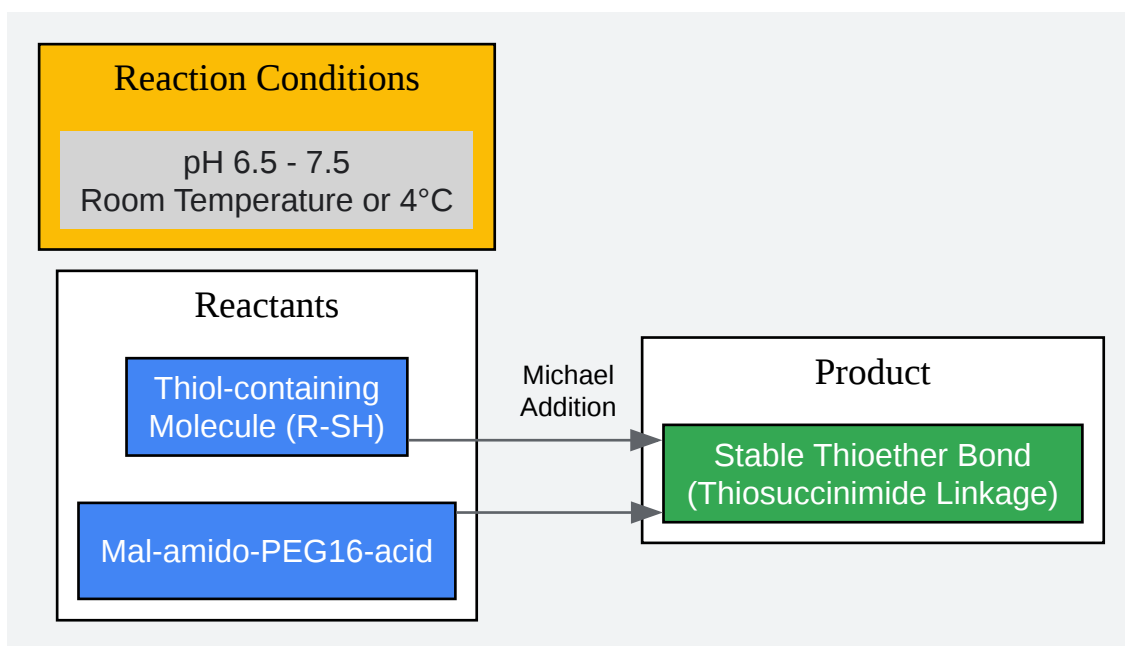 Reaction Conditions
pH 6.5 - 7.5
Room Temperature or 4°C
Reactants
Thiol-containing
Molecule (R-SH)
Mal-amido-PEG16-acid
Michael
Addition
Product
Stable Thioether Bond
(Thiosuccinimide Linkage)